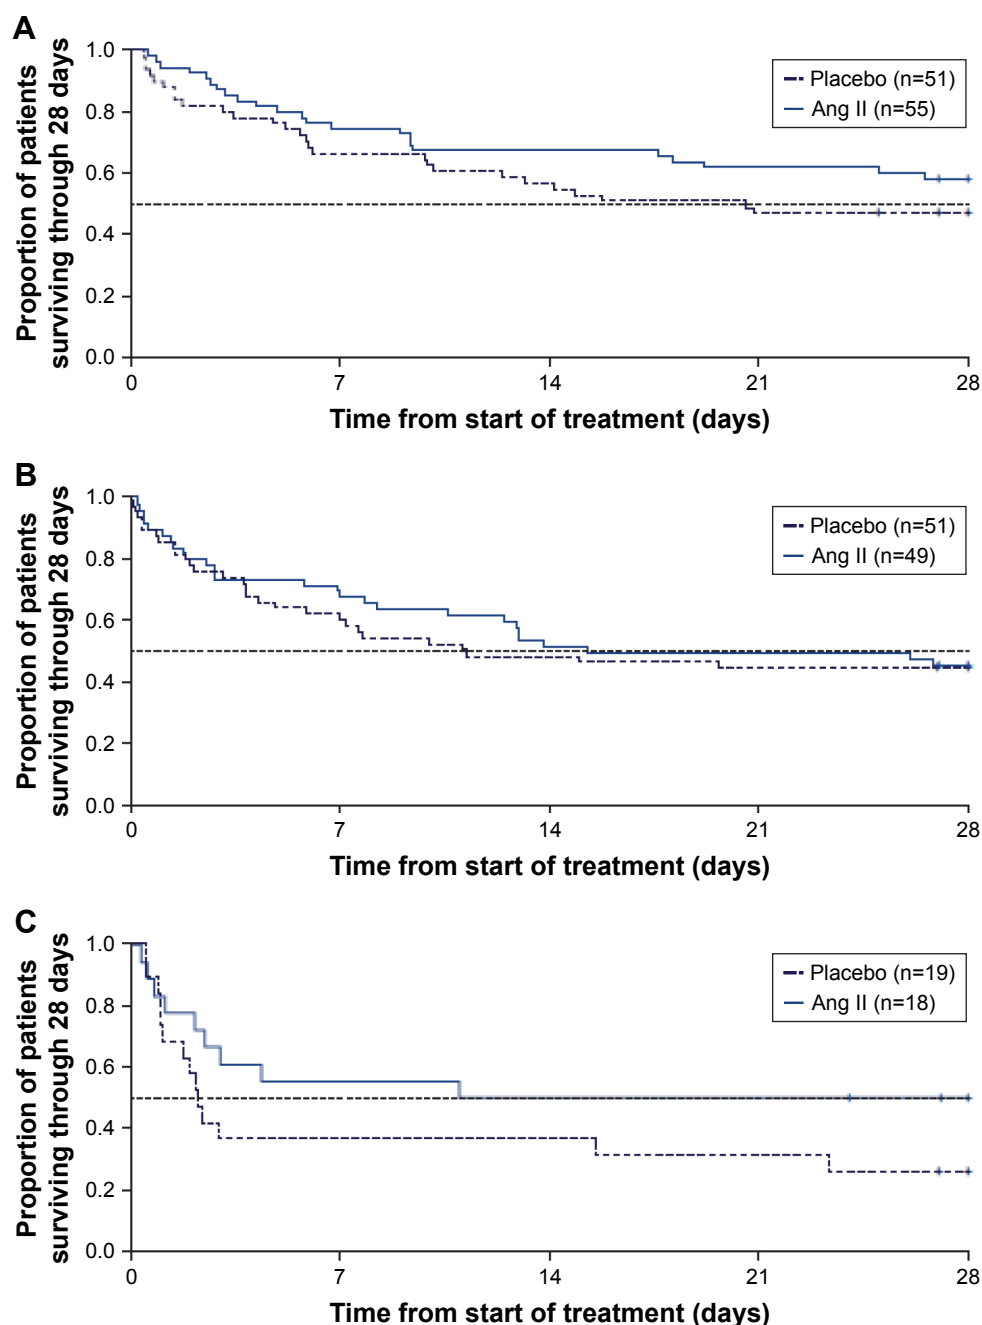 A
Proportion of patients
surviving through 28 days
1.0
0.8
0.6
0.4
0.2
0.0
Placebo (n=51)
Ang II (n=55)
0 7 14 21 28
Time from start of treatment (days)
B
Proportion of patients
surviving through 28 days
1.0
0.8
0.6
0.4
0.2
0.0
Placebo (n=51)
Ang II (n=49)
0 7 14 21 28
Time from start of treatment (days)
C
Proportion of patients
surviving through 28 days
1.0
0.8
0.6
0.4
0.2
0.0
Placebo (n=19)
Ang II (n=18)
0 7 14 21 28
Time from start of treatment (days)